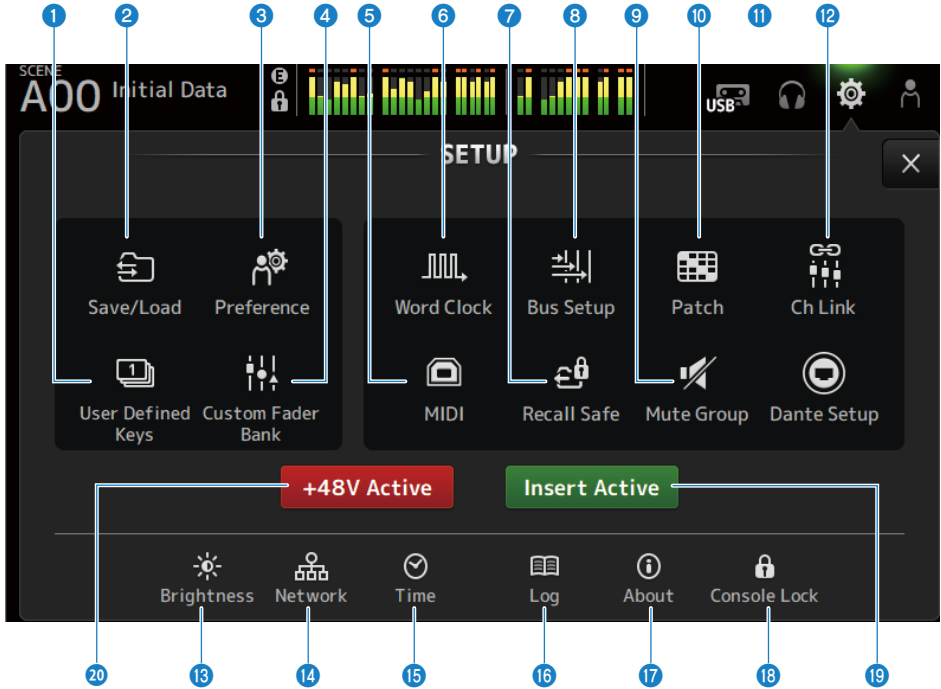 1 2 3 4 5 6 7 8 9 10 11 12
SCENE
A00 Initial Data
E
USB
SETUP
Save/Load Preference Word Clock Bus Setup Patch Ch Link
1
User Defined Keys Custom Fader Bank MIDI Recall Safe Mute Group Dante Setup
+48V Active Insert Active
Brightness Network Time Log About Console Lock
20 13 14 15 16 17 18 19